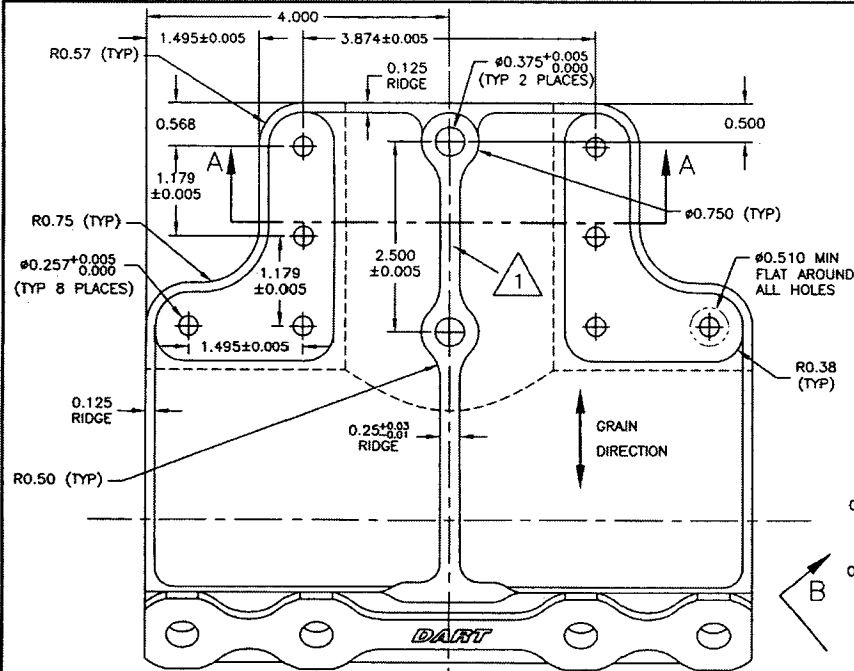 4.000
1.495±0.005
3.874±0.005
R0.57 (TYP)
0.125
RIDGE
ø0.375+0.005
0.000
(TYP 2 PLACES)
0.568
0.500
A
A
1.179
±0.005
R0.75 (TYP)
ø0.750 (TYP)
2.500
±0.005
1
ø0.257+0.005
0.000
(TYP 8 PLACES)
1.179
±0.005
ø0.510 MIN
FLAT AROUND
ALL HOLES
1.495±0.005
R0.38
(TYP)
0.125
RIDGE
0.25+0.03
-0.01
RIDGE
GRAIN
DIRECTION
R0.50 (TYP)
B
DART